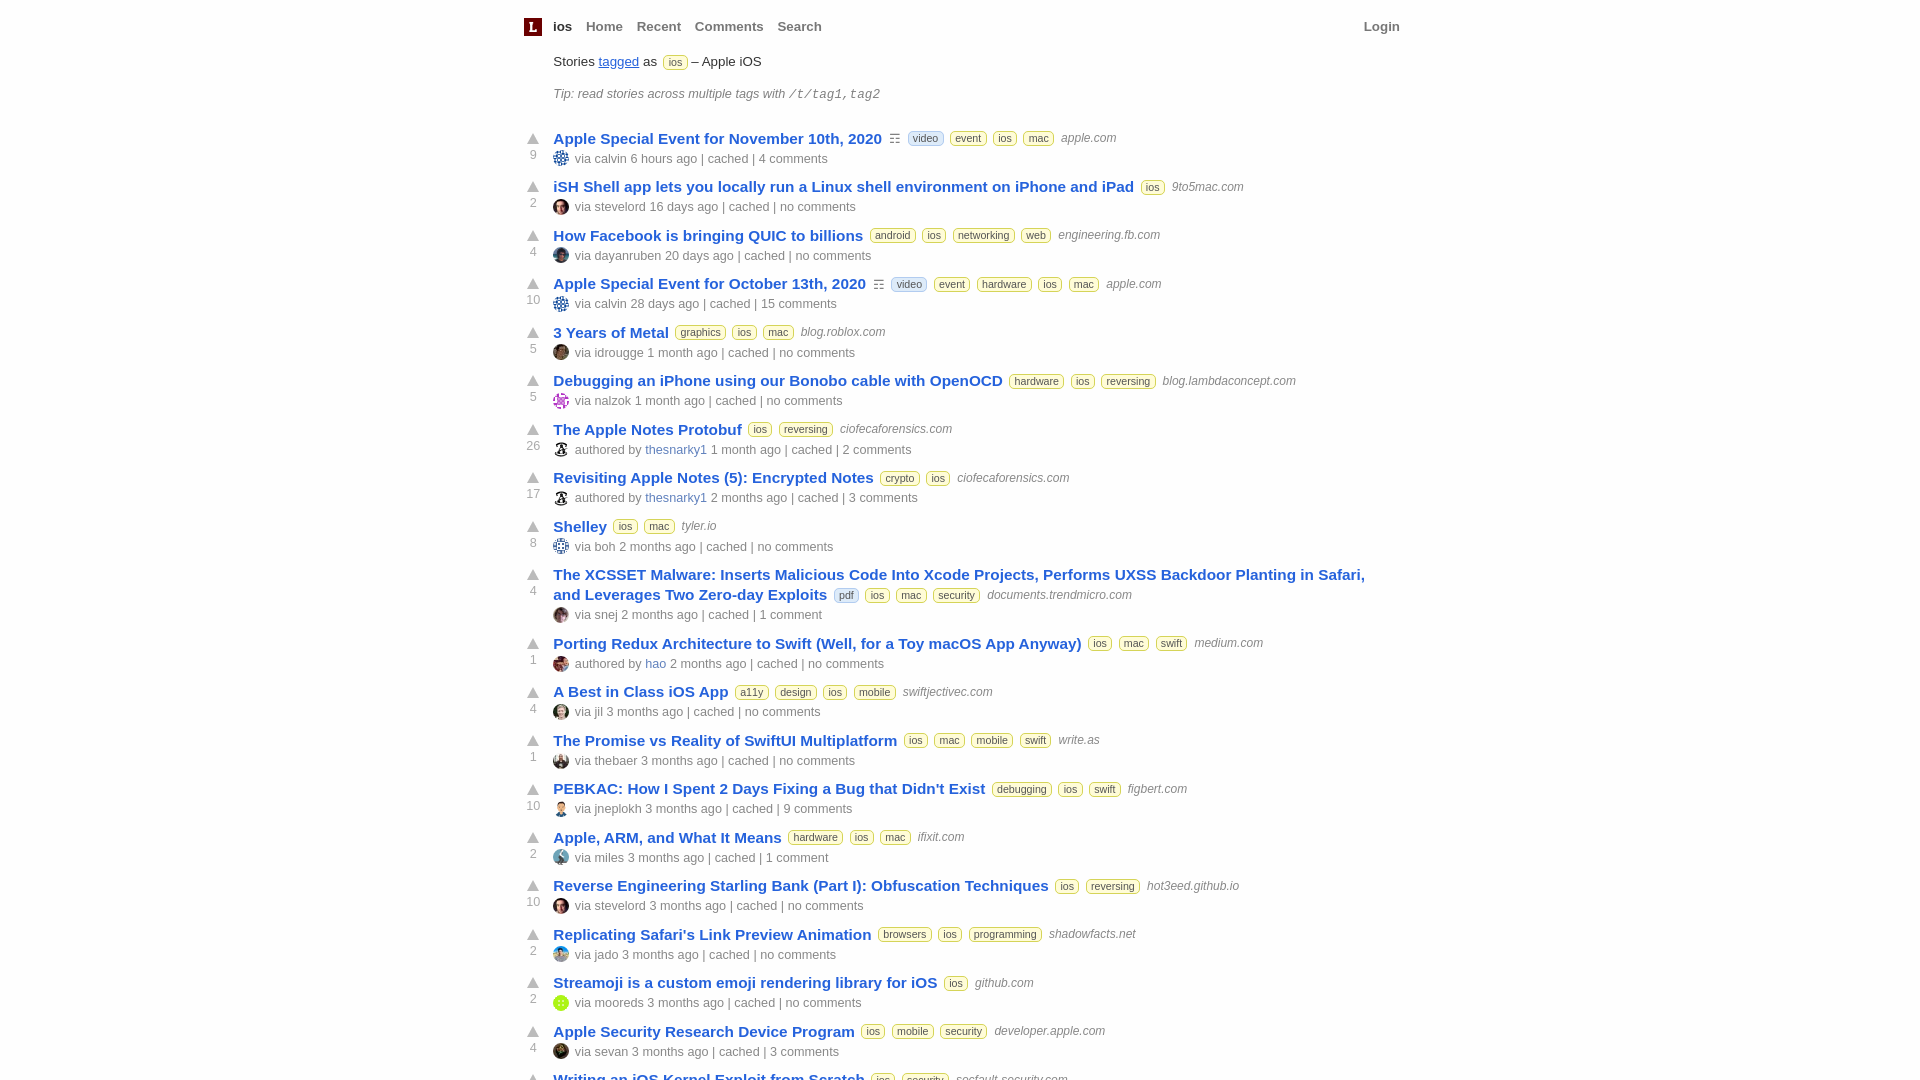 L ios Home Recent Comments Search Login
Stories tagged as ios – Apple iOS
Tip: read stories across multiple tags with /t/tag1,tag2
Apple Special Event for November 10th, 2020 ☶ video event ios mac apple.com
9 via calvin 6 hours ago | cached | 4 comments
iSH Shell app lets you locally run a Linux shell environment on iPhone and iPad ios 9to5mac.com
2 via stevelord 16 days ago | cached | no comments
How Facebook is bringing QUIC to billions android ios networking web engineering.fb.com
4 via dayanruben 20 days ago | cached | no comments
Apple Special Event for October 13th, 2020 ☶ video event hardware ios mac apple.com
10 via calvin 28 days ago | cached | 15 comments
3 Years of Metal graphics ios mac blog.roblox.com
5 via idrougge 1 month ago | cached | no comments
Debugging an iPhone using our Bonobo cable with OpenOCD hardware ios reversing blog.lambdaconcept.com
5 via nalzok 1 month ago | cached | no comments
The Apple Notes Protobuf ios reversing ciofecaforensics.com
26 authored by thesnarky1 1 month ago | cached | 2 comments
Revisiting Apple Notes (5): Encrypted Notes crypto ios ciofecaforensics.com
17 authored by thesnarky1 2 months ago | cached | 3 comments
Shelley ios mac tyler.io
8 via boh 2 months ago | cached | no comments
The XCSSET Malware: Inserts Malicious Code Into Xcode Projects, Performs UXSS Backdoor Planting in Safari,
4 and Leverages Two Zero-day Exploits pdf ios mac security documents.trendmicro.com
via snej 2 months ago | cached | 1 comment
Porting Redux Architecture to Swift (Well, for a Toy macOS App Anyway) ios mac swift medium.com
1 authored by hao 2 months ago | cached | no comments
A Best in Class iOS App a11y design ios mobile swiftjectivec.com
4 via jil 3 months ago | cached | no comments
The Promise vs Reality of SwiftUI Multiplatform ios mac mobile swift write.as
1 via thebaer 3 months ago | cached | no comments
PEBKAC: How I Spent 2 Days Fixing a Bug that Didn't Exist debugging ios swift figbert.com
10 via jneplokh 3 months ago | cached | 9 comments
Apple, ARM, and What It Means hardware ios mac ifixit.com
2 via miles 3 months ago | cached | 1 comment
Reverse Engineering Starling Bank (Part I): Obfuscation Techniques ios reversing hot3eed.github.io
10 via stevelord 3 months ago | cached | no comments
Replicating Safari's Link Preview Animation browsers ios programming shadowfacts.net
2 via jado 3 months ago | cached | no comments
Streamoji is a custom emoji rendering library for iOS ios github.com
2 via mooreds 3 months ago | cached | no comments
Apple Security Research Device Program ios mobile security developer.apple.com
4 via sevan 3 months ago | cached | 3 comments
Writing an iOS Kernel Exploit from Scratch ios security secfault-security.com